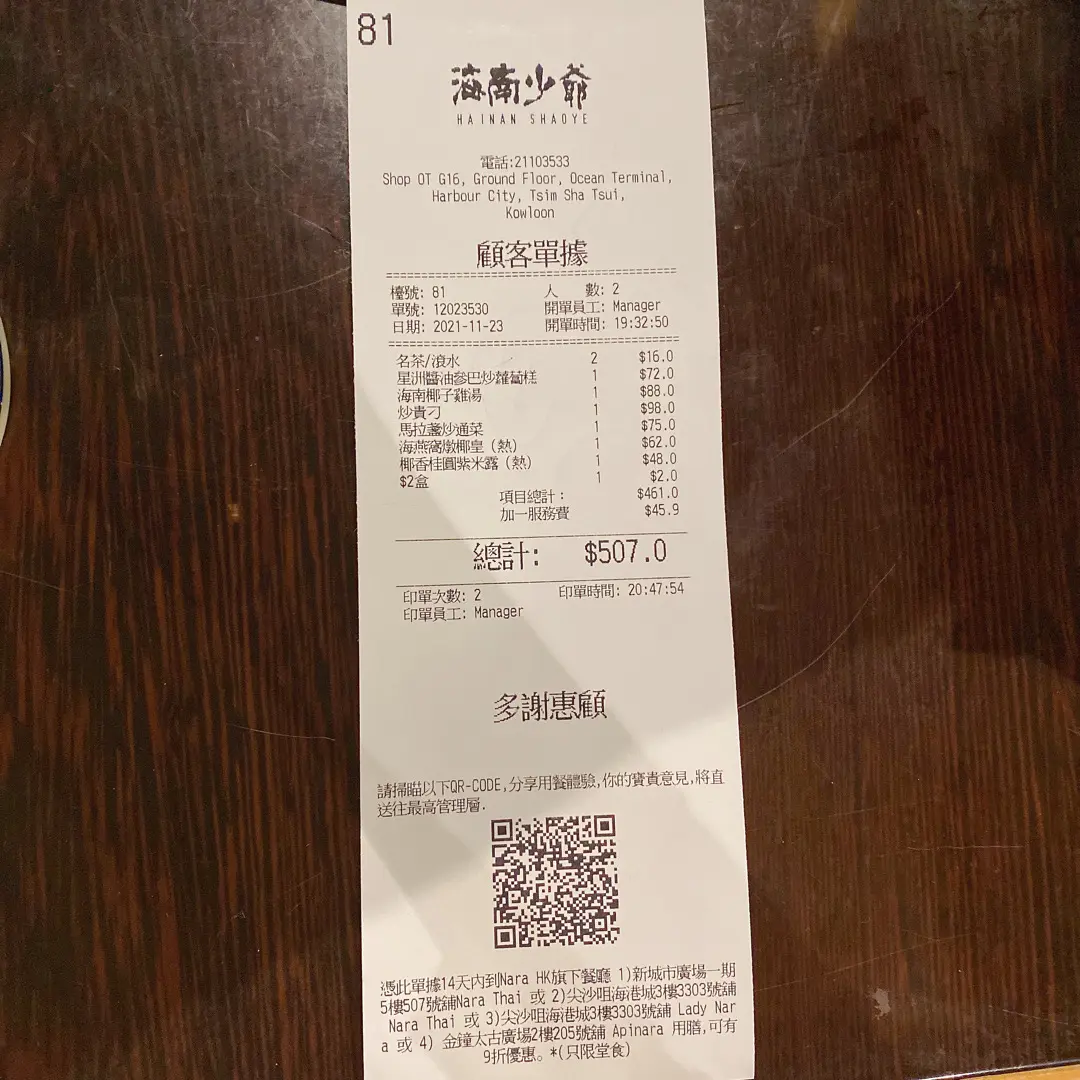 81
海南少爺
HAINAN SHAOYE
電話:21103533
Shop OT G16, Ground Floor, Ocean Terminal,
Harbour City, Tsim Sha Tsui,
Kowloon
顧客單據
檯號: 81 人 數: 2
單號: 12023530 開單員工: Manager
日期: 2021-11-23 開單時間: 19:32:50
名茶/滾水 2 $16.0
星洲醬油參巴炒蘿蔔糕 1 $72.0
海南椰子雞湯 1 $88.0
炒貴刁 1 $98.0
馬拉盞炒通菜 1 $75.0
海燕窩燉椰皇（熱） 1 $62.0
椰香桂圓紫米露（熱） 1 $48.0
$2盒 1 $2.0
項目總計： $461.0
加一服務費 $45.9
總計: $507.0
印單次數: 2 印單時間: 20:47:54
印單員工: Manager
多謝惠顧
請掃瞄以下QR-CODE,分享用餐體驗,你的寶貴意見,將直
送往最高管理層.
憑此單據14天內到Nara HK旗下餐廳 1)新城市廣場一期
5樓507號舖Nara Thai 或 2)尖沙咀海港城3樓3303號舖
Nara Thai 或 3)尖沙咀海港城3樓3303號舖 Lady Nar
a 或 4) 金鐘太古廣場2樓205號舖 Apinara 用膳,可有
9折優惠。*(只限堂食)